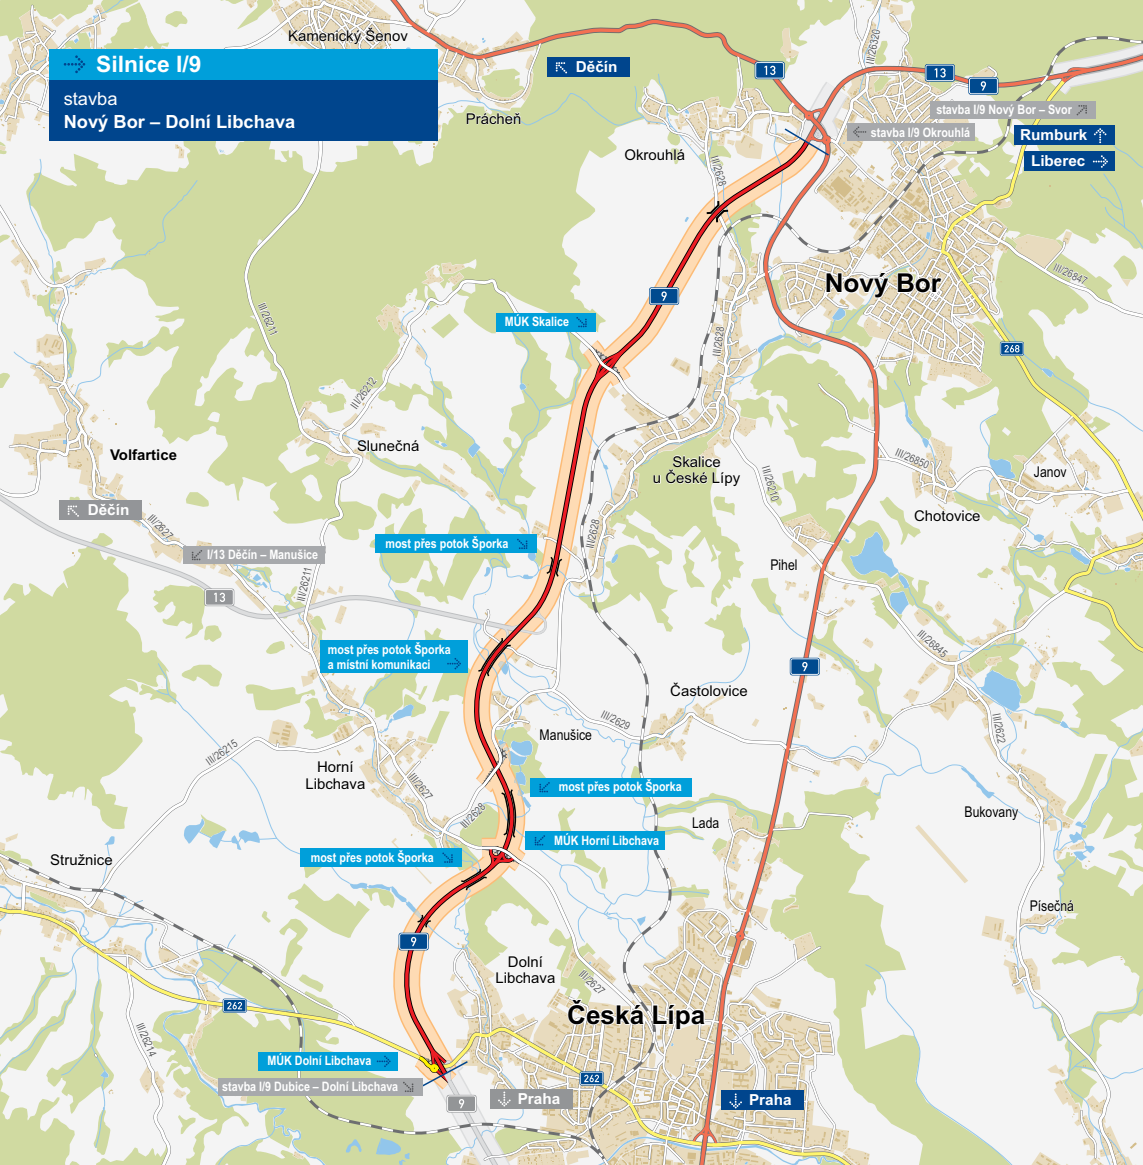 Kamenický Šenov
Silnice I/9
stavba
Nový Bor – Dolní Libchava
Děčín
13
III/26320
13
9
stavba I/9 Nový Bor – Svor
stavba I/9 Okrouhlá
Rumburk
Liberec
Prácheň
Okrouhlá
III/2628
III/26847
Nový Bor
9
III/26211
MÚK Skalice
III/2628
268
III/26212
Slunečná
Volfartice
Skalice
u České Lípy
III/26210
III/26850
Janov
Chotovice
Děčín
III/2627
I/13 Děčín – Manušice
most přes potok Šporka
III/2628
Pihel
13
III/26211
most přes potok Šporka
a místní komunikaci
III/26845
9
Častolovice
III/2629
Manušice
III/2622
III/26215
Horní
Libchava
III/2627
most přes potok Šporka
III/2628
Lada
Bukovany
MÚK Horní Libchava
most přes potok Šporka
Stružnice
Písečná
9
Dolní
Libchava
III/2627
262
Česká Lípa
III/26214
MÚK Dolní Libchava
262
stavba I/9 Dubice – Dolní Libchava
9
Praha
Praha